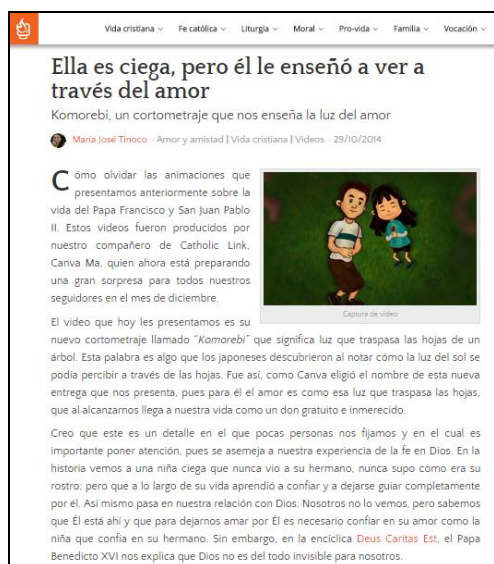 Vida cristiana Fe católica Liturgia Moral Pro-vida Familia Vocación
Ella es ciega, pero él le enseñó a ver a
través del amor
Komorebi, un cortometraje que nos enseña la luz del amor
María José Tinoco - Amor y amistad | Vida cristiana | Videos - 29/10/2014
Cómo olvidar las animaciones que
presentamos anteriormente sobre la
vida del Papa Francisco y San Juan Pablo
II. Estos videos fueron producidos por
nuestro compañero de Catholic Link,
Canva Ma, quien ahora está preparando
una gran sorpresa para todos nuestros
seguidores en el mes de diciembre.
Captura de video
El video que hoy les presentamos es su
nuevo cortometraje llamado "Komorebi" que significa luz que traspasa las hojas de un
árbol. Esta palabra es algo que los japoneses descubrieron al notar cómo la luz del sol se
podía percibir a través de las hojas. Fue así, como Canva eligió el nombre de esta nueva
entrega que nos presenta, pues para él el amor es como esa luz que traspasa las hojas,
que al alcanzarnos llega a nuestra vida como un don gratuito e inmerecido.
Creo que este es un detalle en el que pocas personas nos fijamos y en el cual es
importante poner atención, pues se asemeja a nuestra experiencia de la fe en Dios. En la
historia vemos a una niña ciega que nunca vio a su hermano, nunca supo como era su
rostro; pero que a lo largo de su vida aprendió a confiar y a dejarse guiar completamente
por él. Así mismo pasa en nuestra relación con Dios. Nosotros no lo vemos, pero sabemos
que Él está ahí y que para dejarnos amar por Él es necesario confiar en su amor como la
niña que confía en su hermano. Sin embargo, en la encíclica Deus Caritas Est, el Papa
Benedicto XVI nos explica que Dios no es del todo invisible para nosotros.